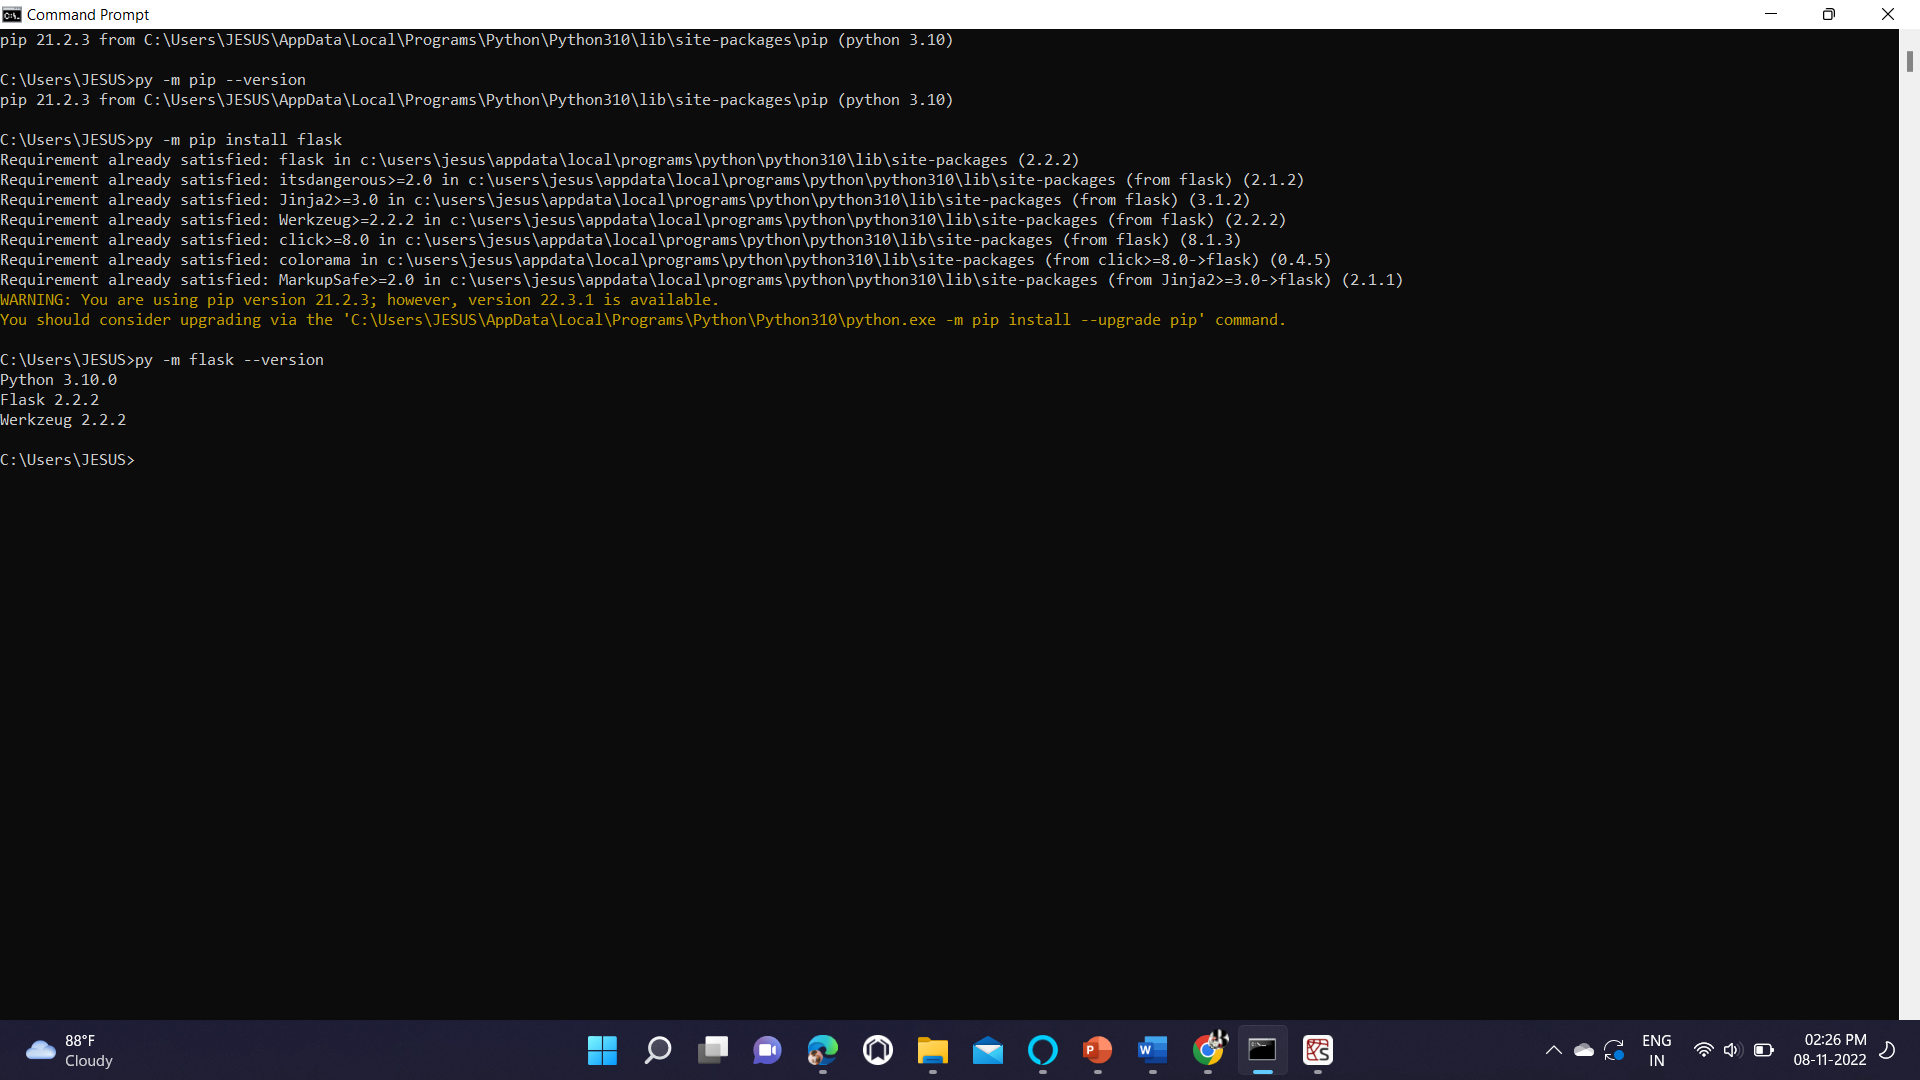 Command Prompt
pip 21.2.3 from C:\Users\JESUS\AppData\Local\Programs\Python\Python310\lib\site-packages\pip (python 3.10)
C:\Users\JESUS>py -m pip --version
pip 21.2.3 from C:\Users\JESUS\AppData\Local\Programs\Python\Python310\lib\site-packages\pip (python 3.10)
C:\Users\JESUS>py -m pip install flask
Requirement already satisfied: flask in c:\users\jesus\appdata\local\programs\python\python310\lib\site-packages (2.2.2)
Requirement already satisfied: itsdangerous>=2.0 in c:\users\jesus\appdata\local\programs\python\python310\lib\site-packages (from flask) (2.1.2)
Requirement already satisfied: Jinja2>=3.0 in c:\users\jesus\appdata\local\programs\python\python310\lib\site-packages (from flask) (3.1.2)
Requirement already satisfied: Werkzeug>=2.2.2 in c:\users\jesus\appdata\local\programs\python\python310\lib\site-packages (from flask) (2.2.2)
Requirement already satisfied: click>=8.0 in c:\users\jesus\appdata\local\programs\python\python310\lib\site-packages (from flask) (8.1.3)
Requirement already satisfied: colorama in c:\users\jesus\appdata\local\programs\python\python310\lib\site-packages (from click>=8.0->flask) (0.4.5)
Requirement already satisfied: MarkupSafe>=2.0 in c:\users\jesus\appdata\local\programs\python\python310\lib\site-packages (from Jinja2>=3.0->flask) (2.1.1)
WARNING: You are using pip version 21.2.3; however, version 22.3.1 is available.
You should consider upgrading via the 'C:\Users\JESUS\AppData\Local\Programs\Python\Python310\python.exe -m pip install --upgrade pip' command.
C:\Users\JESUS>py -m flask --version
Python 3.10.0
Flask 2.2.2
Werkzeug 2.2.2
C:\Users\JESUS>
88°F
Cloudy
ENG
IN
02:26 PM
08-11-2022